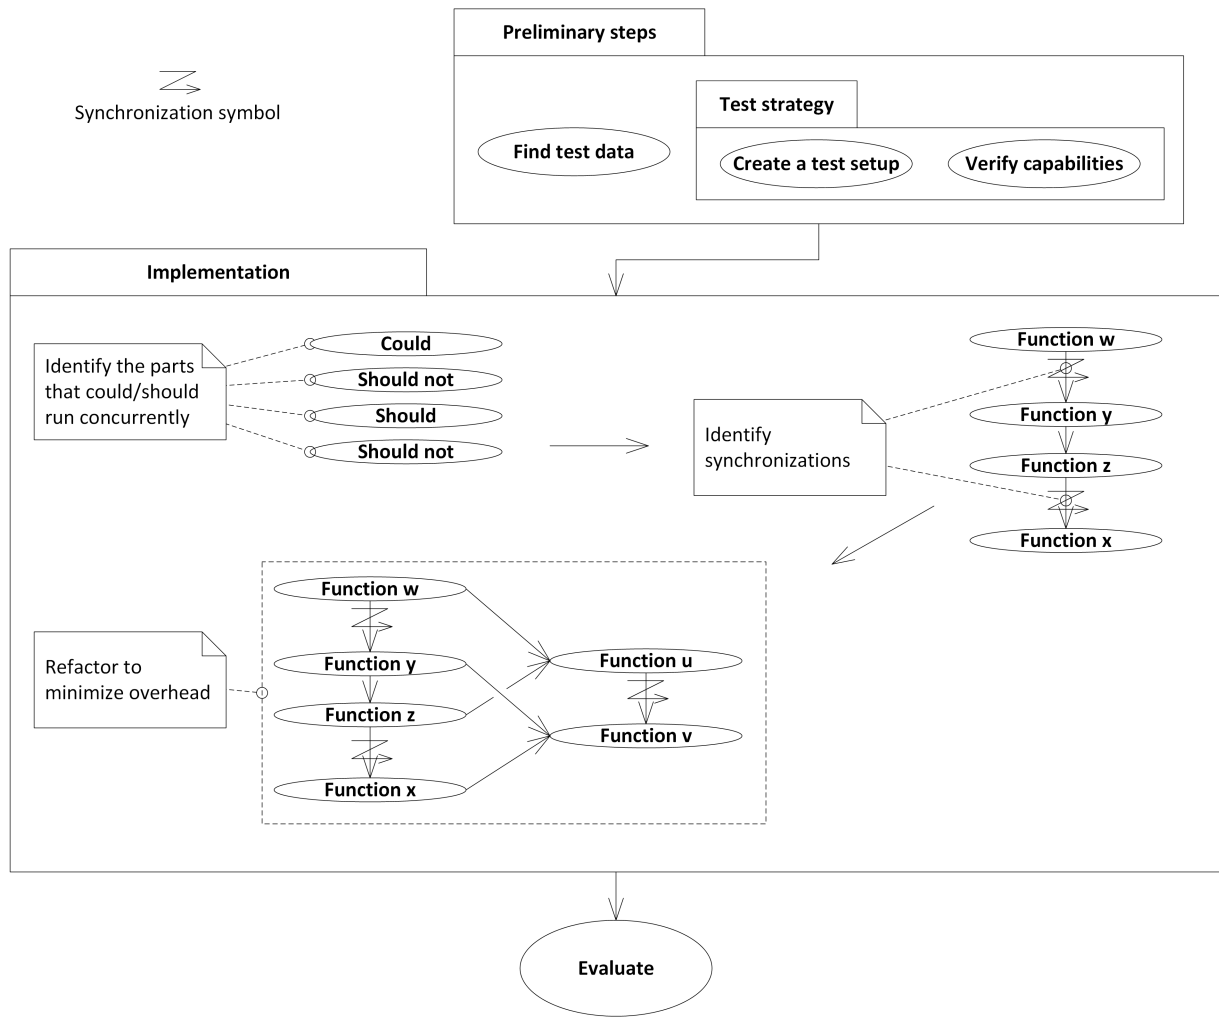 Preliminary steps
Synchronization symbol
Test strategy
Find test data
Create a test setup
Verify capabilities
Implementation
Identify the parts
that could/should
run concurrently
Could
Should not
Should
Should not
Identify
synchronizations
Function w
Function y
Function z
Function x
Refactor to
minimize overhead
Function w
Function y
Function z
Function x
Function u
Function v
Evaluate